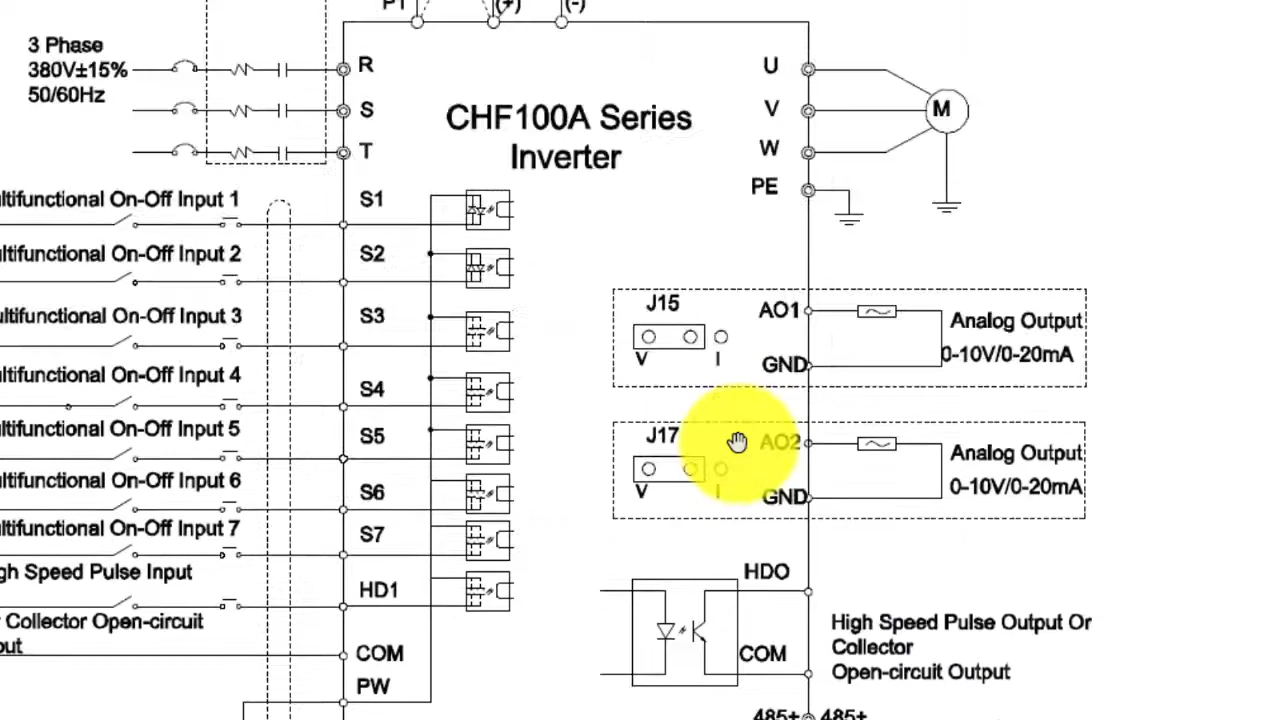 P1
(+)
(-)
3 Phase
380V±15%
50/60Hz
R
S
T
CHF100A Series
Inverter
U
V
W
PE
M
ultifunctional On-Off Input 1
S1
ultifunctional On-Off Input 2
S2
ultifunctional On-Off Input 3
S3
ultifunctional On-Off Input 4
S4
ultifunctional On-Off Input 5
S5
ultifunctional On-Off Input 6
S6
ultifunctional On-Off Input 7
S7
gh Speed Pulse Input
HD1
Collector Open-circuit
put
COM
PW
J15
V
I
AO1
GND
Analog Output
0-10V/0-20mA
J17
V
I
AO2
GND
Analog Output
0-10V/0-20mA
HDO
COM
High Speed Pulse Output Or
Collector
Open-circuit Output
485+
485+